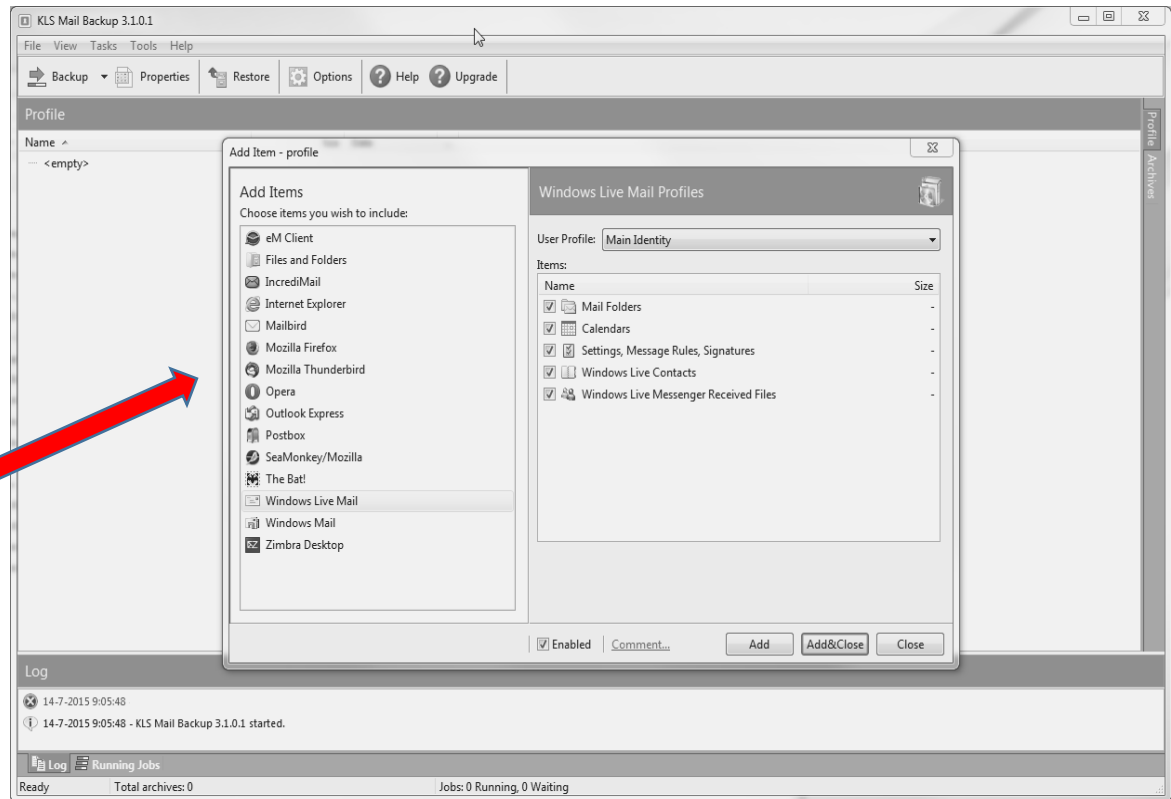 KLS Mail Backup 3.1.0.1
File View Tasks Tools Help
Backup Properties Restore Options Help Upgrade
Profile
Name
<empty>
Profile
Archives
Add Item - profile
Add Items
Choose items you wish to include:
eM Client
Files and Folders
IncrediMail
Internet Explorer
Mailbird
Mozilla Firefox
Mozilla Thunderbird
Opera
Outlook Express
Postbox
SeaMonkey/Mozilla
The Bat!
Windows Live Mail
Windows Mail
Zimbra Desktop
Windows Live Mail Profiles
User Profile: Main Identity
Items:
Name Size
Mail Folders -
Calendars -
Settings, Message Rules, Signatures -
Windows Live Contacts -
Windows Live Messenger Received Files -
Enabled Comment... Add Add&Close Close
Log
14-7-2015 9:05:48
14-7-2015 9:05:48 - KLS Mail Backup 3.1.0.1 started.
Log Running Jobs
Ready Total archives: 0 Jobs: 0 Running, 0 Waiting